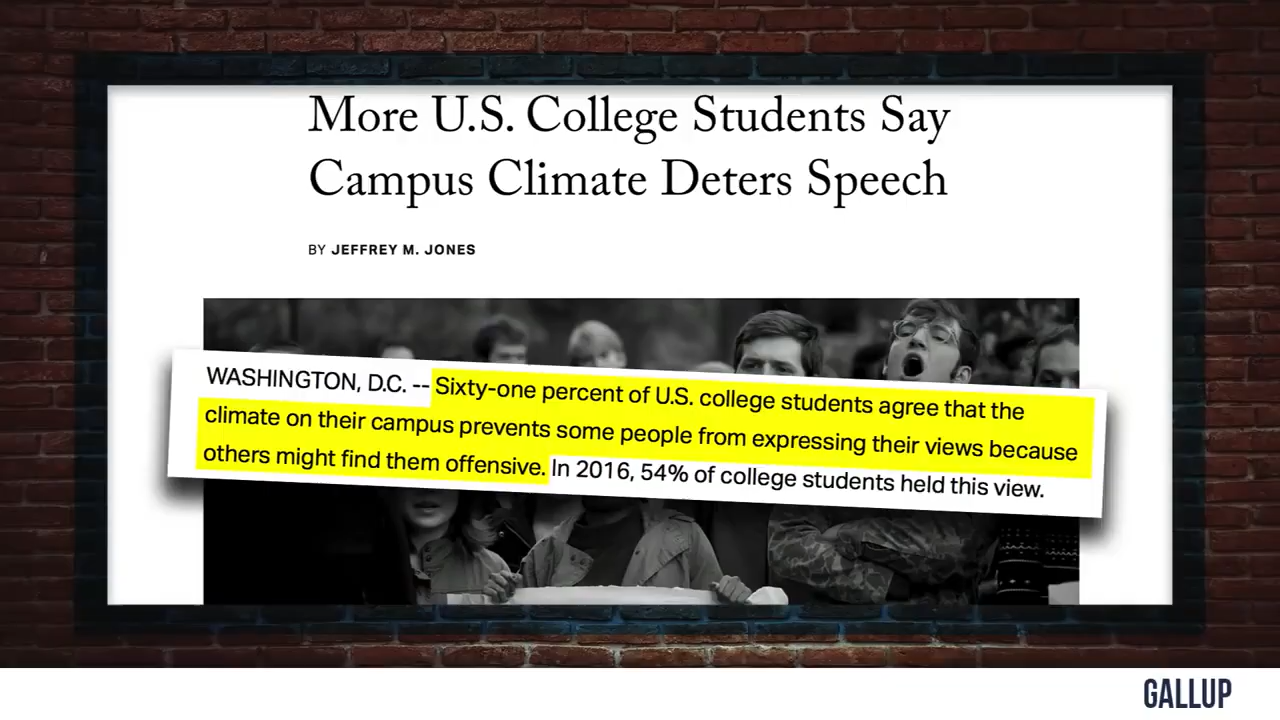 More U.S. College Students Say
Campus Climate Deters Speech
BY JEFFREY M. JONES
WASHINGTON, D.C. -- Sixty-one percent of U.S. college students agree that the
climate on their campus prevents some people from expressing their views because
others might find them offensive. In 2016, 54% of college students held this view.
GALLUP